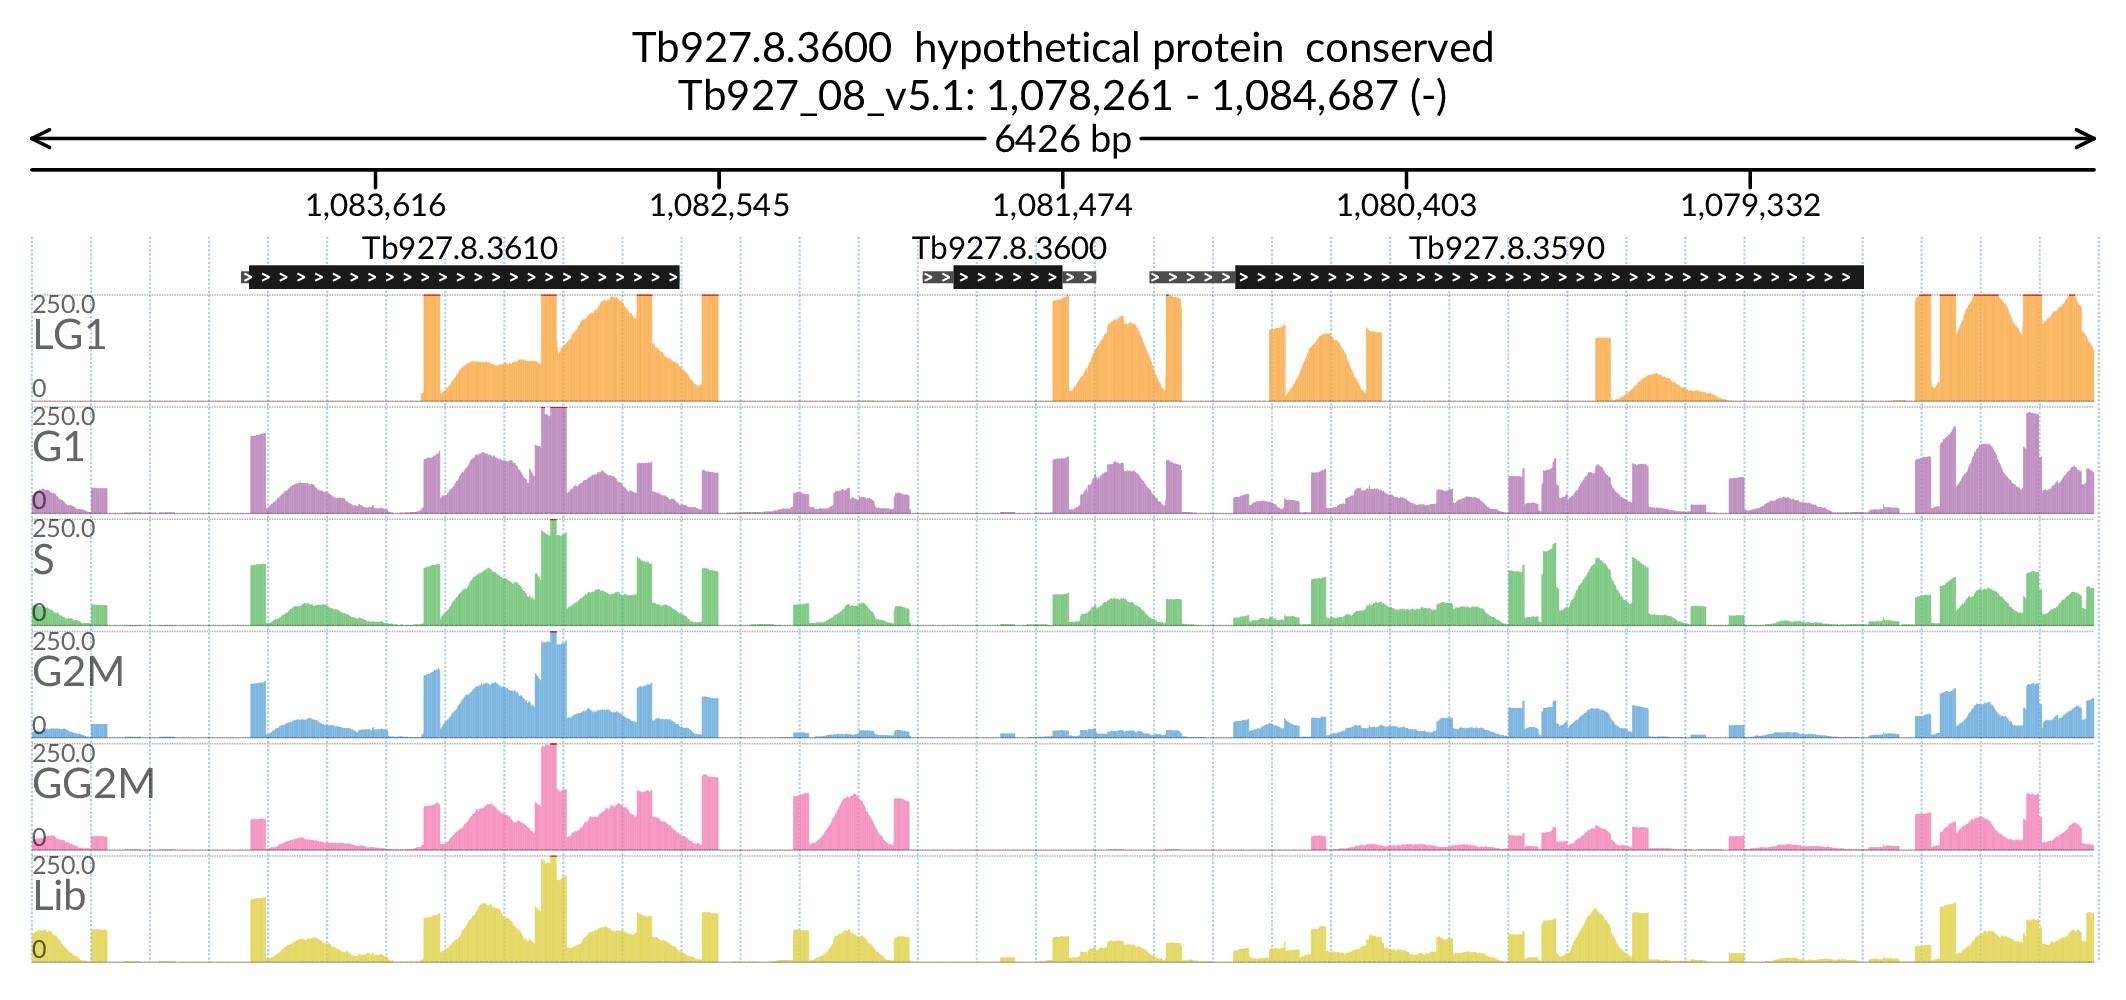 Tb927.8.3600 hypothetical protein conserved
Tb927_08_v5.1: 1,078,261 - 1,084,687 (-)
6426 bp
1,083,616 1,082,545 1,081,474 1,080,403 1,079,332
Tb927.8.3610 Tb927.8.3600 Tb927.8.3590
250.0
LG1
0
250.0
G1
0
250.0
S
0
250.0
G2M
0
250.0
GG2M
0
250.0
Lib
0